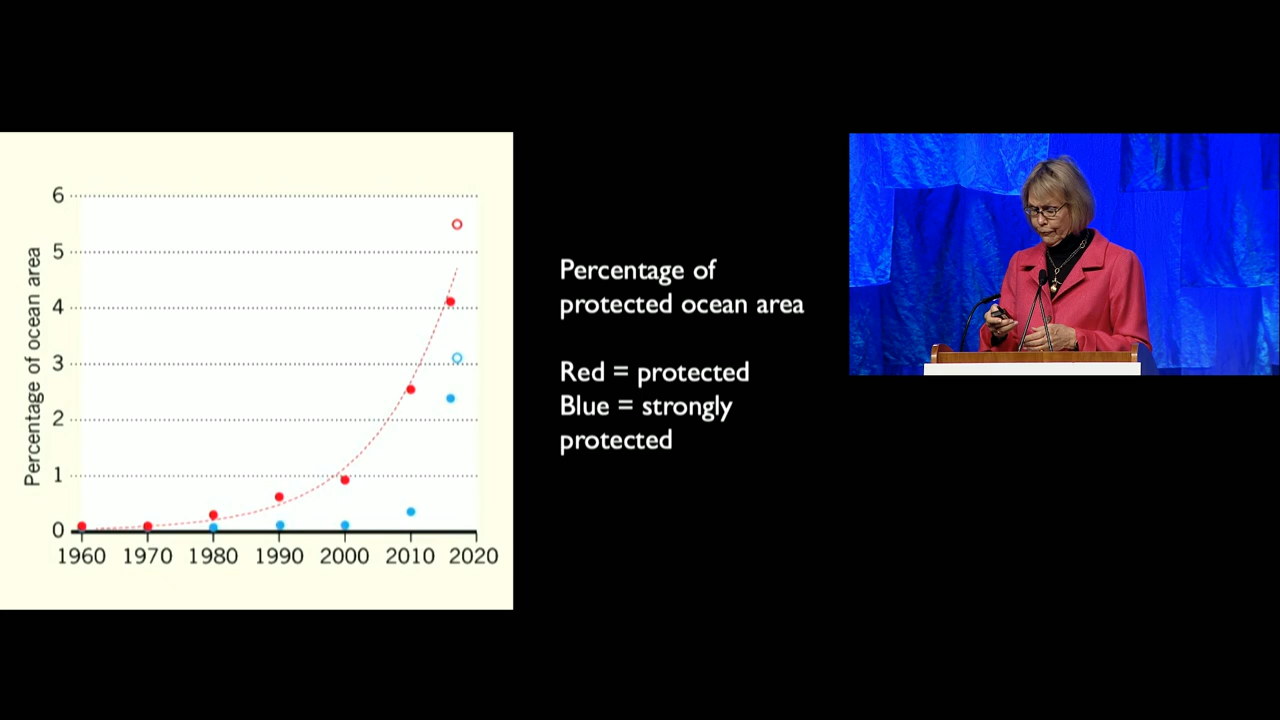 Percentage of ocean area
6
5
4
3
2
1
0
1960 1970 1980 1990 2000 2010 2020
Percentage of
protected ocean area
Red = protected
Blue = strongly
protected